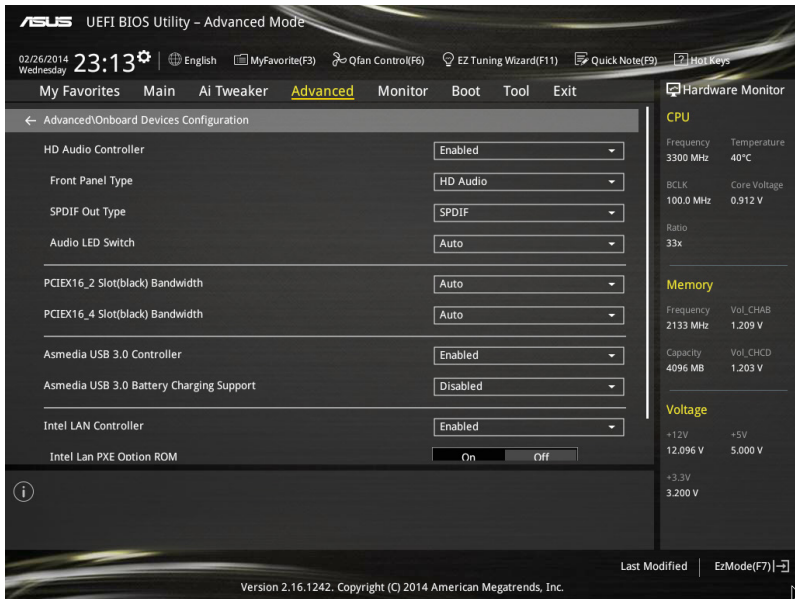 ASUS UEFI BIOS Utility – Advanced Mode
02/26/2014
Wednesday
23:13
English MyFavorite(F3) Qfan Control(F6) EZ Tuning Wizard(F11) Quick Note(F9) ? Hot Keys
My Favorites Main Ai Tweaker Advanced Monitor Boot Tool Exit
← Advanced\Onboard Devices Configuration
HD Audio Controller Enabled
Front Panel Type HD Audio
SPDIF Out Type SPDIF
Audio LED Switch Auto
PCIEX16_2 Slot(black) Bandwidth Auto
PCIEX16_4 Slot(black) Bandwidth Auto
Asmedia USB 3.0 Controller Enabled
Asmedia USB 3.0 Battery Charging Support Disabled
Intel LAN Controller Enabled
Intel Lan PXE Option ROM On Off
Hardware Monitor
CPU
Frequency Temperature
3300 MHz 40°C
BCLK Core Voltage
100.0 MHz 0.912 V
Ratio
33x
Memory
Frequency Vol_CHAB
2133 MHz 1.209 V
Capacity Vol_CHCD
4096 MB 1.203 V
Voltage
+12V +5V
12.096 V 5.000 V
+3.3V
3.200 V
i
Last Modified EzMode(F7)
Version 2.16.1242. Copyright (C) 2014 American Megatrends, Inc.